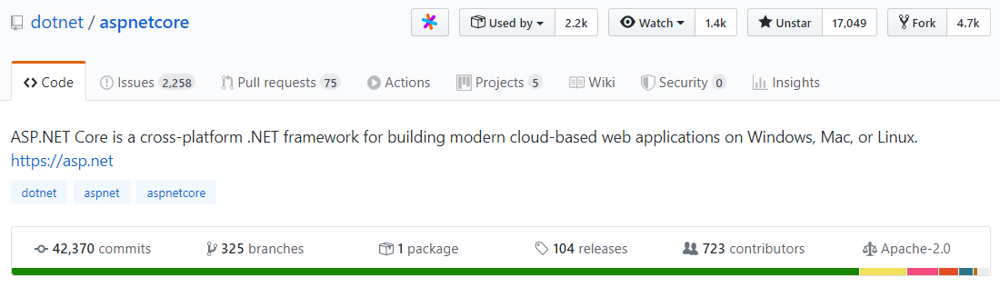 dotnet / aspnetcore Used by 2.2k Watch 1.4k Unstar 17,049 Fork 4.7k
Code Issues 2,258 Pull requests 75 Actions Projects 5 Wiki Security 0 Insights
ASP.NET Core is a cross-platform .NET framework for building modern cloud-based web applications on Windows, Mac, or Linux.
https://asp.net
dotnet aspnet aspnetcore
42,370 commits 325 branches 1 package 104 releases 723 contributors Apache-2.0